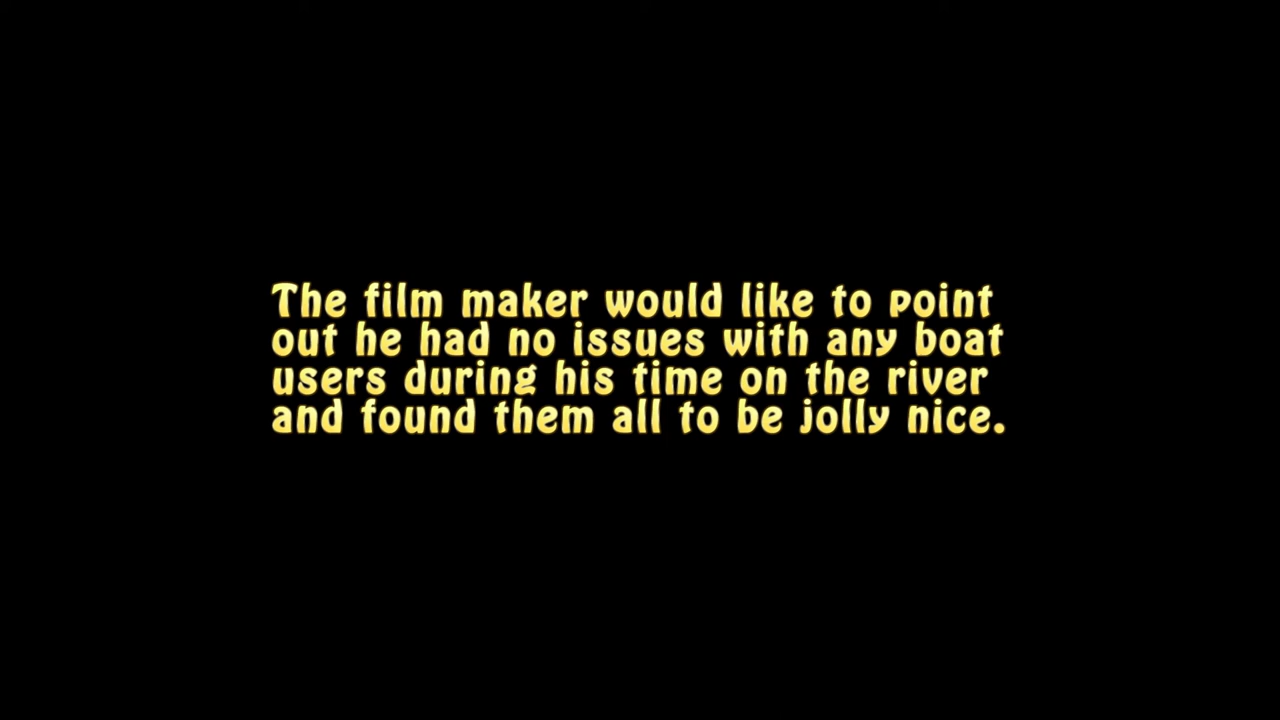 The film maker would like to point
out he had no issues with any boat
users during his time on the river
and found them all to be jolly nice.